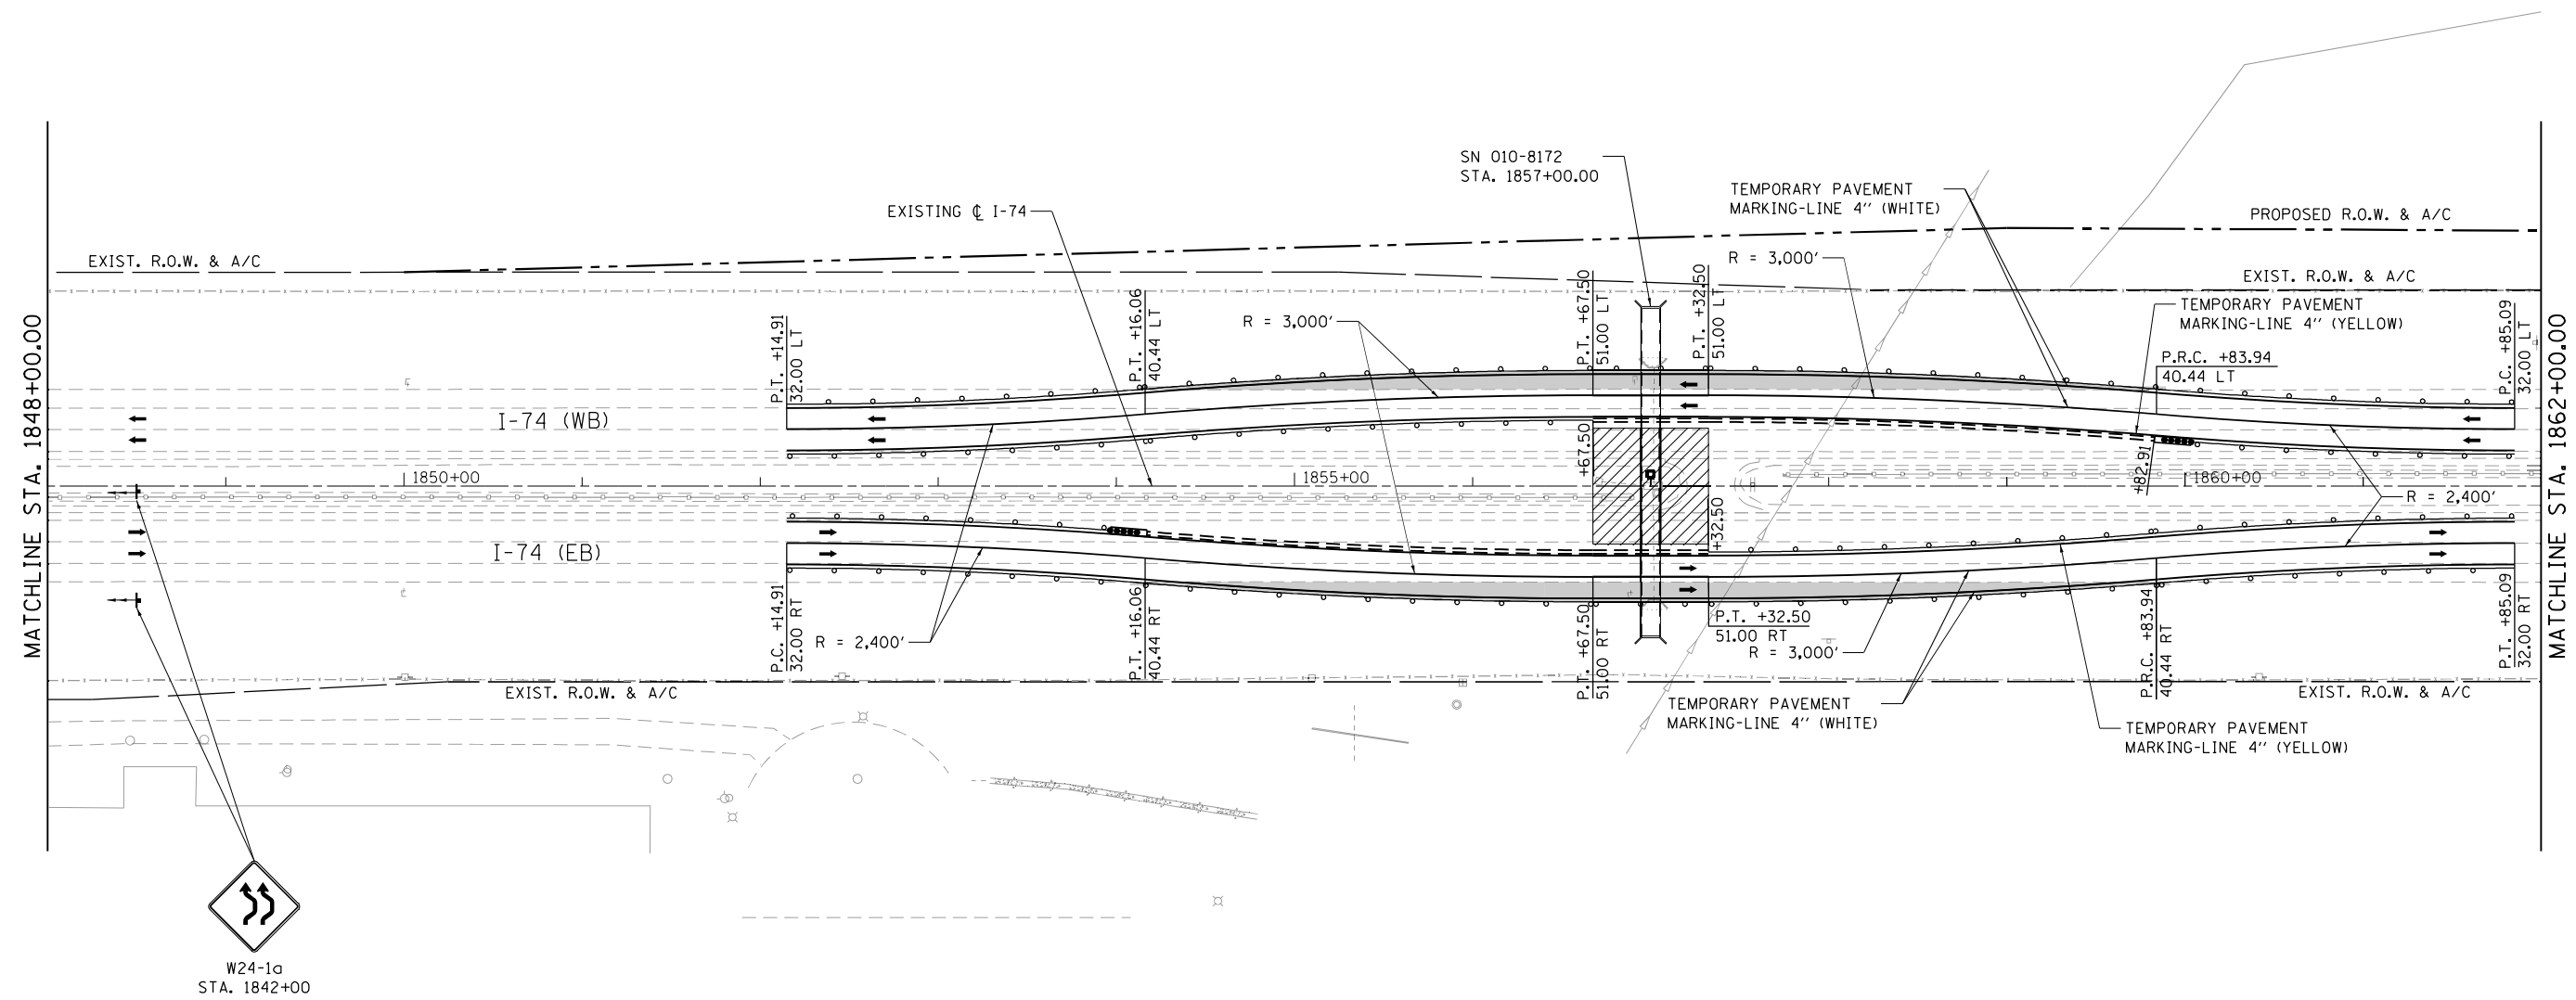 SN 010-8172
STA. 1857+00.00
TEMPORARY PAVEMENT
MARKING-LINE 4'' (WHITE)
EXISTING ℄ I-74
PROPOSED R.O.W. & A/C
EXIST. R.O.W. & A/C
R = 3,000'
EXIST. R.O.W. & A/C
TEMPORARY PAVEMENT
MARKING-LINE 4'' (YELLOW)
R = 3,000'
P.T. +14.91
32.00 LT
P.T. +16.06
40.44 LT
P.T. +67.50
51.00 LT
P.T. +32.50
51.00 LT
P.R.C. +83.94
40.44 LT
P.C. +85.09
32.00 LT
MATCHLINE STA. 1848+00.00
MATCHLINE STA. 1862+00.00
I-74 (WB)
+67.50
+82.91
1850+00
1855+00
1860+00
R = 2,400'
+32.50
I-74 (EB)
P.C. +14.91
32.00 RT
R = 2,400'
P.T. +16.06
40.44 RT
P.T. +67.50
51.00 RT
P.T. +32.50
51.00 RT
R = 3,000'
P.R.C. +83.94
40.44 RT
P.T. +85.09
32.00 RT
EXIST. R.O.W. & A/C
EXIST. R.O.W. & A/C
TEMPORARY PAVEMENT
MARKING-LINE 4'' (WHITE)
TEMPORARY PAVEMENT
MARKING-LINE 4'' (YELLOW)
W24-1a
STA. 1842+00